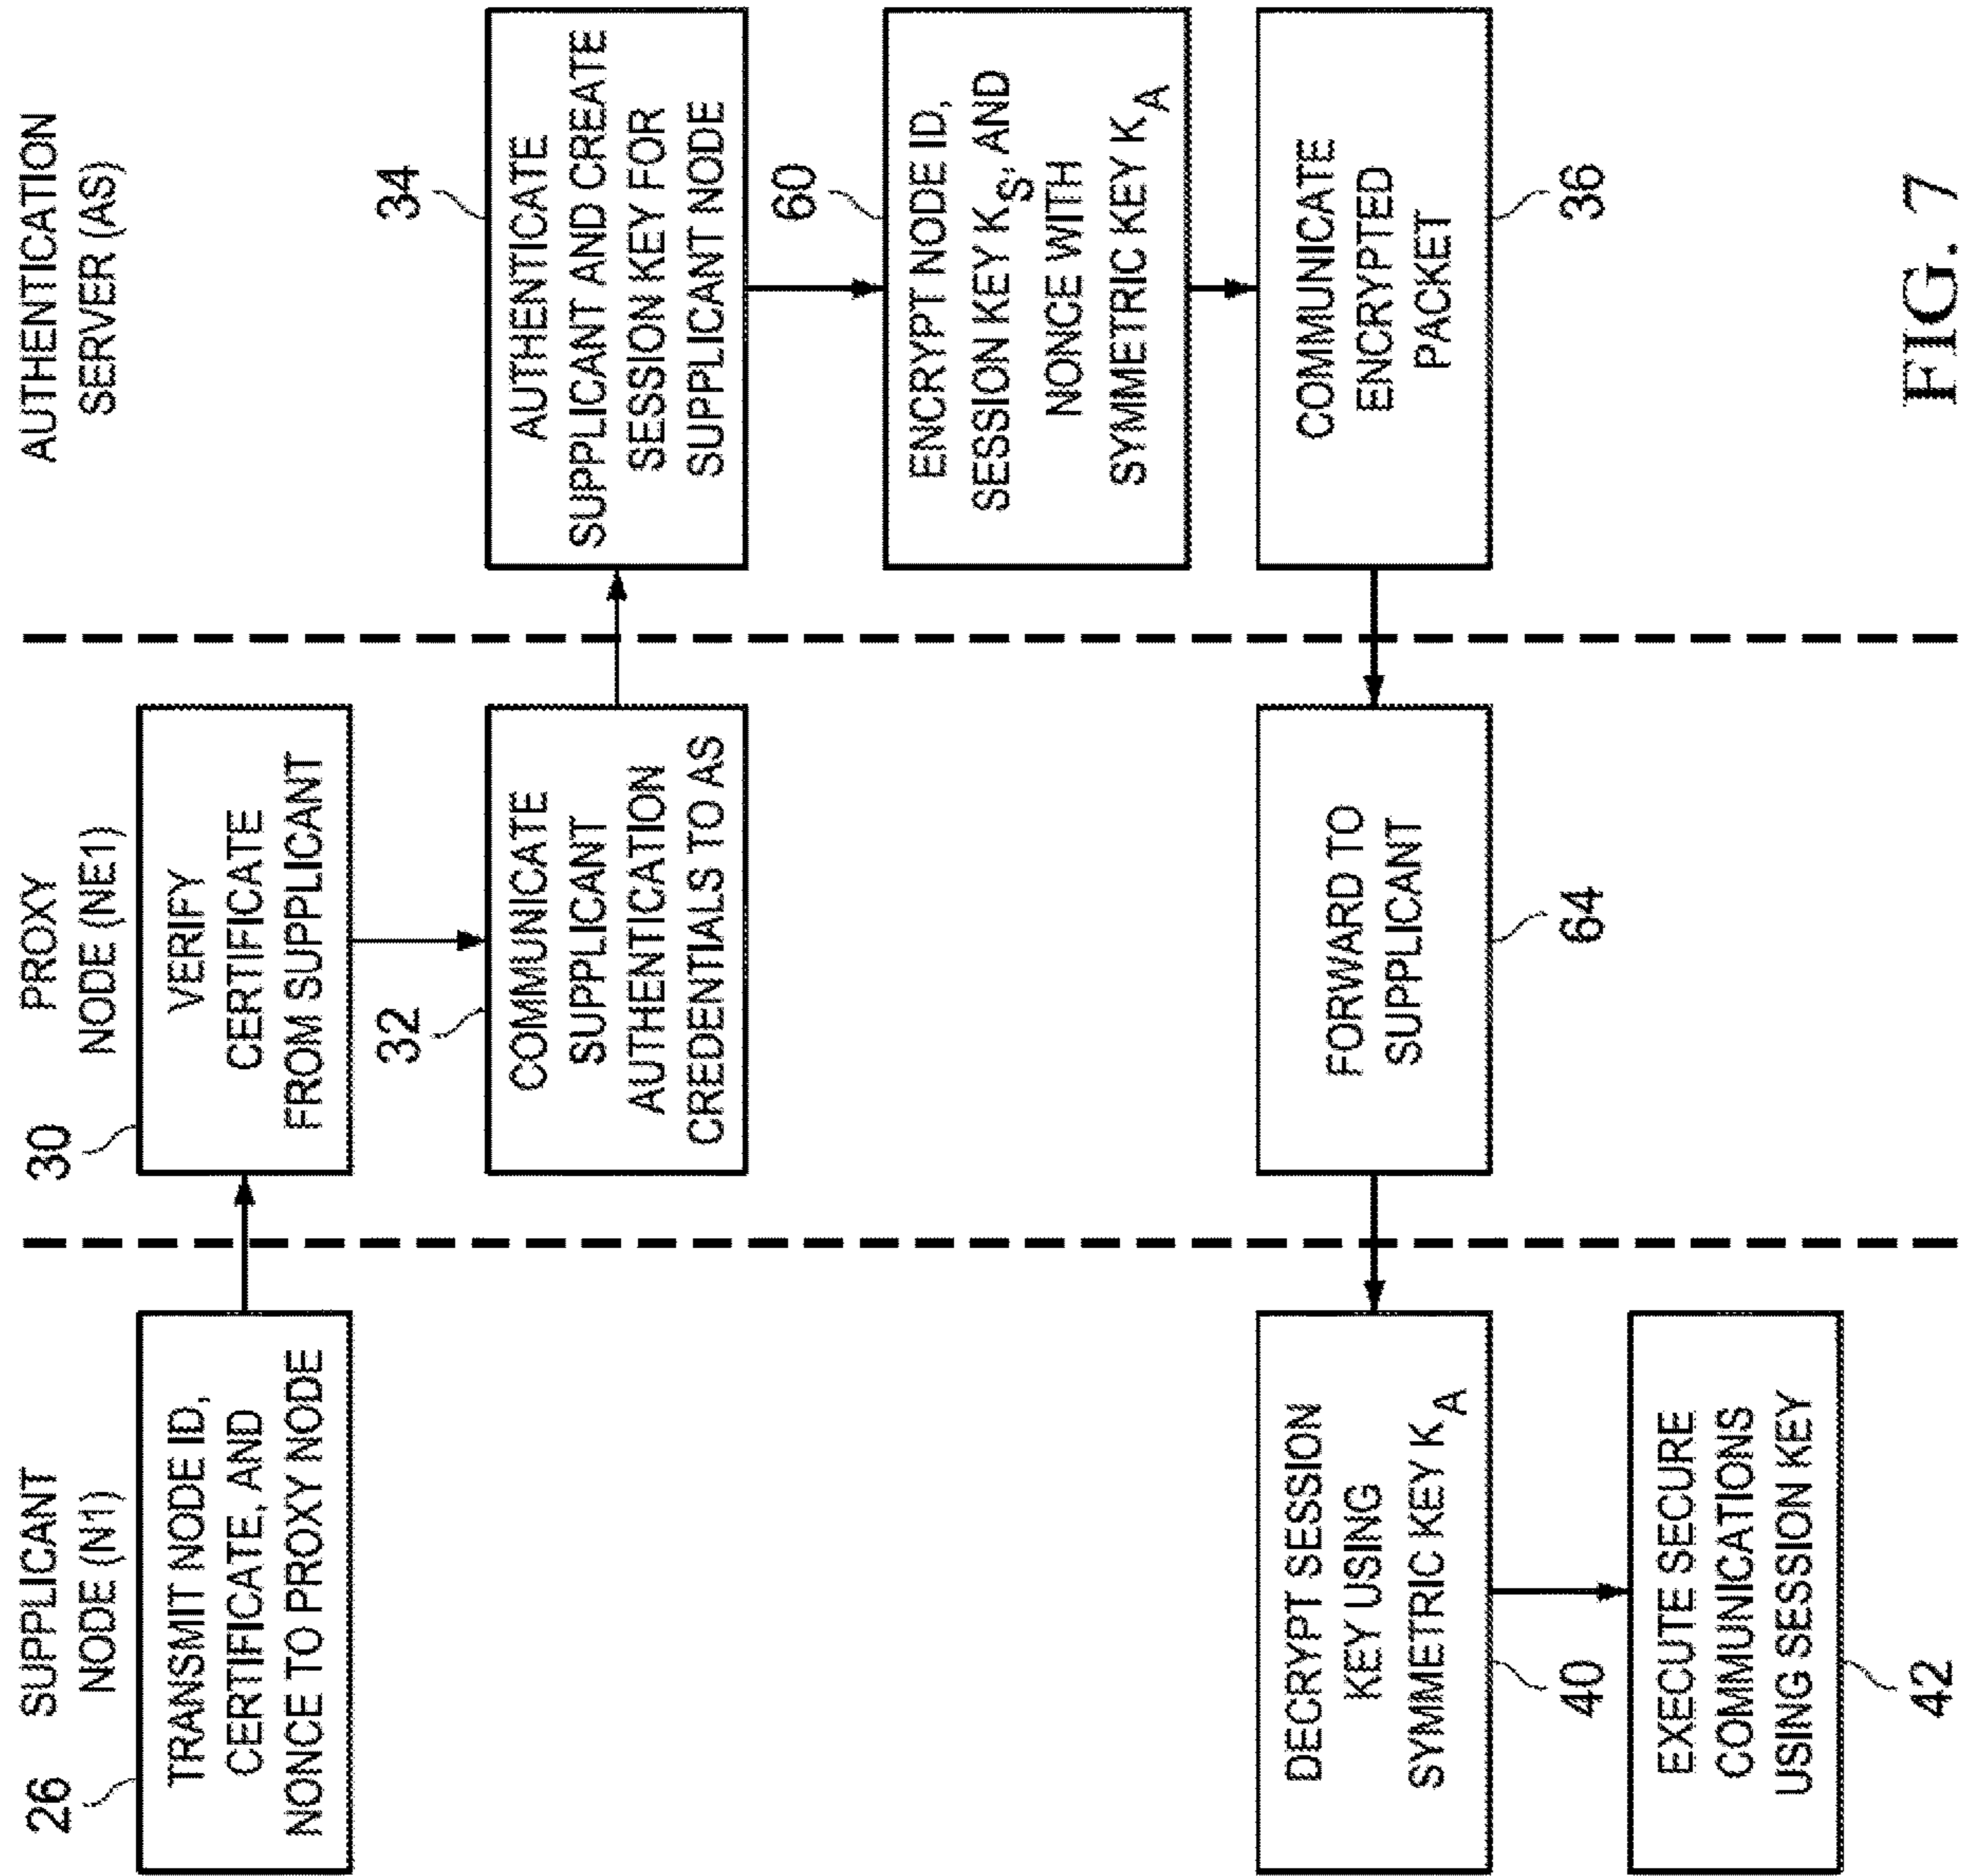 SUPPLICANT
NODE (N1)
PROXY
NODE (NE1)
AUTHENTICATION
SERVER (AS)
26
TRANSMIT NODE ID,
CERTIFICATE, AND
NONCE TO PROXY NODE
30
VERIFY
CERTIFICATE
FROM SUPPLICANT
32
COMMUNICATE
SUPPLICANT
AUTHENTICATION
CREDENTIALS TO AS
34
AUTHENTICATE
SUPPLICANT AND CREATE
SESSION KEY FOR
SUPPLICANT NODE
60
ENCRYPT NODE ID,
SESSION KEY K_S, AND
NONCE WITH
SYMMETRIC KEY K_A
COMMUNICATE
ENCRYPTED
PACKET
36
FORWARD TO
SUPPLICANT
64
DECRYPT SESSION
KEY USING
SYMMETRIC KEY K_A
40
EXECUTE SECURE
COMMUNICATIONS
USING SESSION KEY
42
FIG. 7